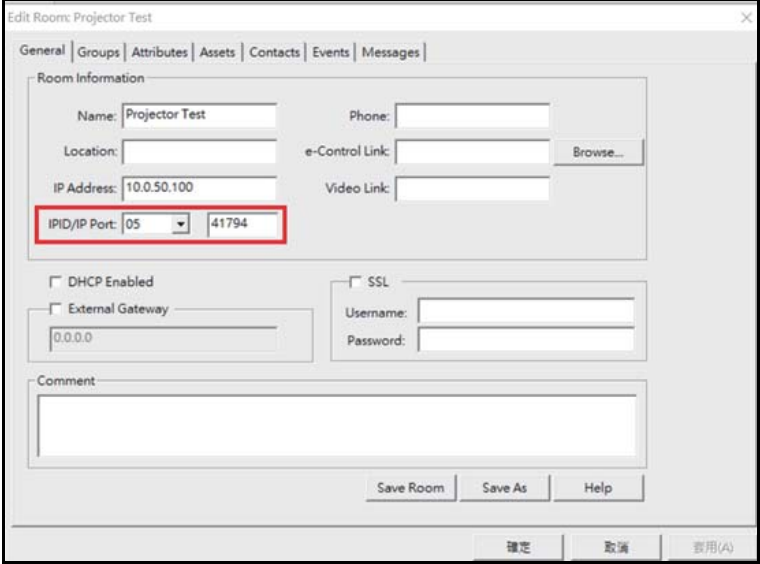 Edit Room: Projector Test
General Groups Attributes Assets Contacts Events Messages
Room Information
Name: Projector Test Phone:
Location: e-Control Link: Browse...
IP Address: 10.0.50.100 Video Link:
IPID/IP Port: 05 41794
DHCP Enabled SSL
External Gateway Username:
0.0.0.0 Password:
Comment
Save Room Save As Help
確定 取消 套用(A)